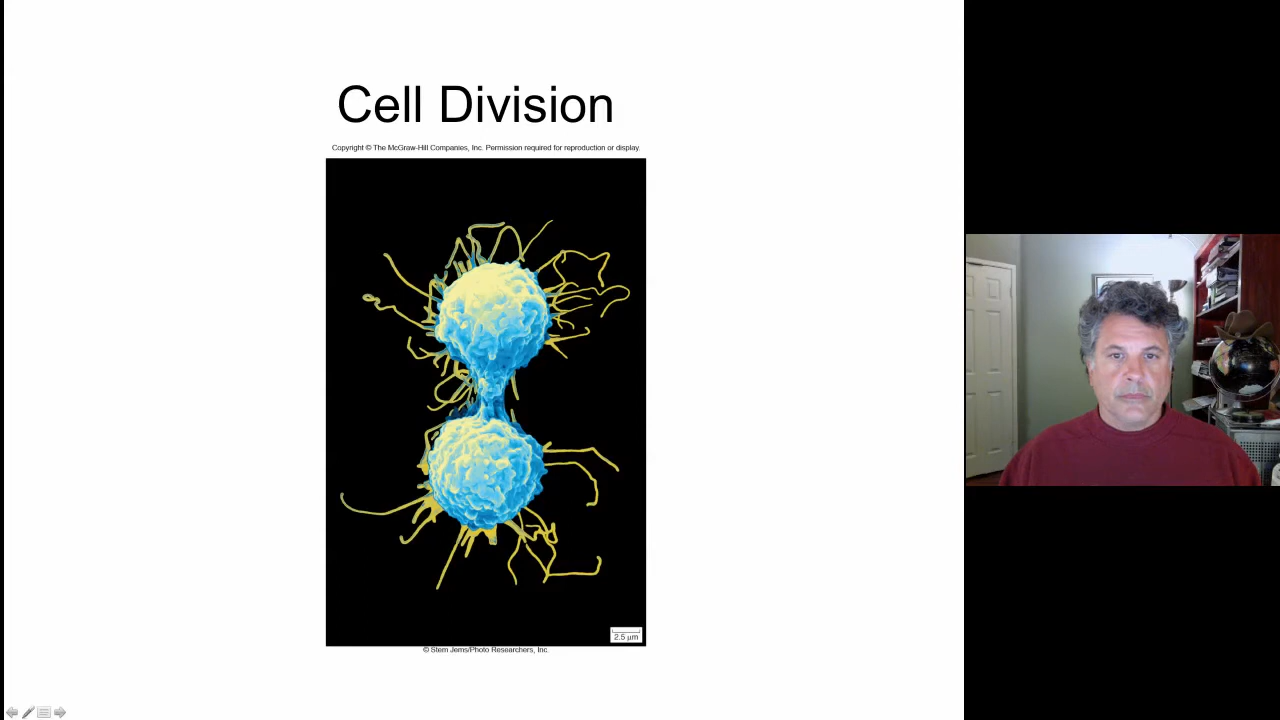 Cell Division
Copyright © The McGraw-Hill Companies, Inc. Permission required for reproduction or display.
2.5 µm
© Stem Jems/Photo Researchers, Inc.